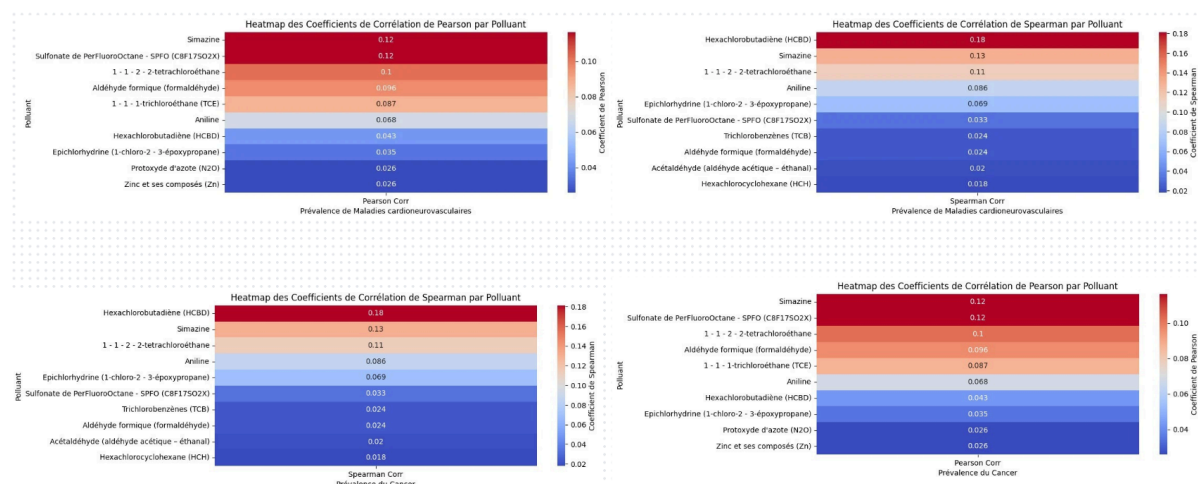 Heatmap des Coefficients de Corrélation de Pearson par Polluant
Polluant
Simazine
0.12
Sulfonate de PerFluoroOctane - SPFO (C8F17SO2X)
0.12
1 - 1 - 2 - 2-tetrachloroéthane
0.1
Aldéhyde formique (formaldéhyde)
0.096
1 - 1 - 1-trichloroéthane (TCE)
0.087
Aniline
0.068
Hexachlorobutadiène (HCBD)
0.043
Epichlorhydrine (1-chloro-2 - 3-époxypropane)
0.035
Protoxyde d'azote (N2O)
0.026
Zinc et ses composés (Zn)
0.026
Pearson Corr
Prévalence de Maladies cardioneurovasculaires
0.10
0.08
0.06
0.04
Coefficient de Pearson
Heatmap des Coefficients de Corrélation de Spearman par Polluant
Polluant
Hexachlorobutadiène (HCBD)
0.18
Simazine
0.13
1 - 1 - 2 - 2-tetrachloroéthane
0.11
Aniline
0.086
Epichlorhydrine (1-chloro-2 - 3-époxypropane)
0.069
Sulfonate de PerFluoroOctane - SPFO (C8F17SO2X)
0.033
Trichlorobenzènes (TCB)
0.024
Aldéhyde formique (formaldéhyde)
0.024
Acétaldéhyde (aldéhyde acétique – éthanal)
0.02
Hexachlorocyclohexane (HCH)
0.018
Spearman Corr
Prévalence de Maladies cardioneurovasculaires
0.18
0.16
0.14
0.12
0.10
0.08
0.06
0.04
0.02
Coefficient de Spearman
Heatmap des Coefficients de Corrélation de Spearman par Polluant
Polluant
Hexachlorobutadiène (HCBD)
0.18
Simazine
0.13
1 - 1 - 2 - 2-tetrachloroéthane
0.11
Aniline
0.086
Epichlorhydrine (1-chloro-2 - 3-époxypropane)
0.069
Sulfonate de PerFluoroOctane - SPFO (C8F17SO2X)
0.033
Trichlorobenzènes (TCB)
0.024
Aldéhyde formique (formaldéhyde)
0.024
Acétaldéhyde (aldéhyde acétique – éthanal)
0.02
Hexachlorocyclohexane (HCH)
0.018
Spearman Corr
Prévalence du Cancer
0.18
0.16
0.14
0.12
0.10
0.08
0.06
0.04
0.02
Coefficient de Spearman
Heatmap des Coefficients de Corrélation de Pearson par Polluant
Polluant
Simazine
0.12
Sulfonate de PerFluoroOctane - SPFO (C8F17SO2X)
0.12
1 - 1 - 2 - 2-tetrachloroéthane
0.1
Aldéhyde formique (formaldéhyde)
0.096
1 - 1 - 1-trichloroéthane (TCE)
0.087
Aniline
0.068
Hexachlorobutadiène (HCBD)
0.043
Epichlorhydrine (1-chloro-2 - 3-époxypropane)
0.035
Protoxyde d'azote (N2O)
0.026
Zinc et ses composés (Zn)
0.026
Pearson Corr
Prévalence du Cancer
0.10
0.08
0.06
0.04
Coefficient de Pearson